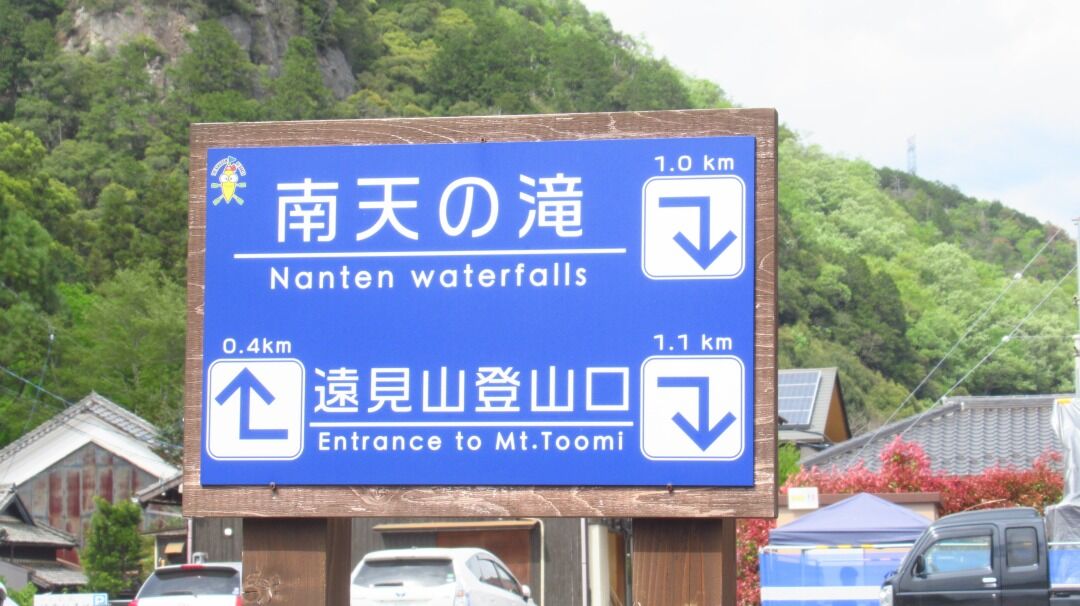 1.0 km
南天の滝
Nanten waterfalls
0.4km
1.1 km
遠見山登山口
Entrance to Mt.Toomi
P